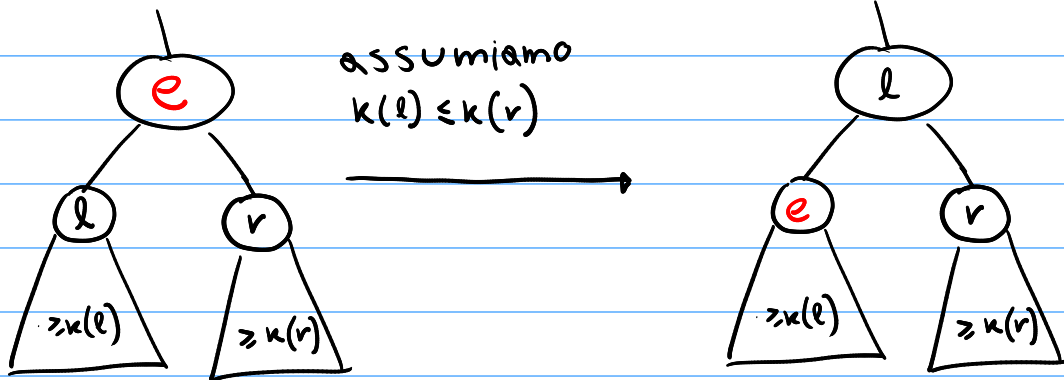 e
assumiamo
k(l) ≤ k(r)
l
l
r
e
r
≥k(l)
≥ k(r)
≥k(l)
≥ k(r)